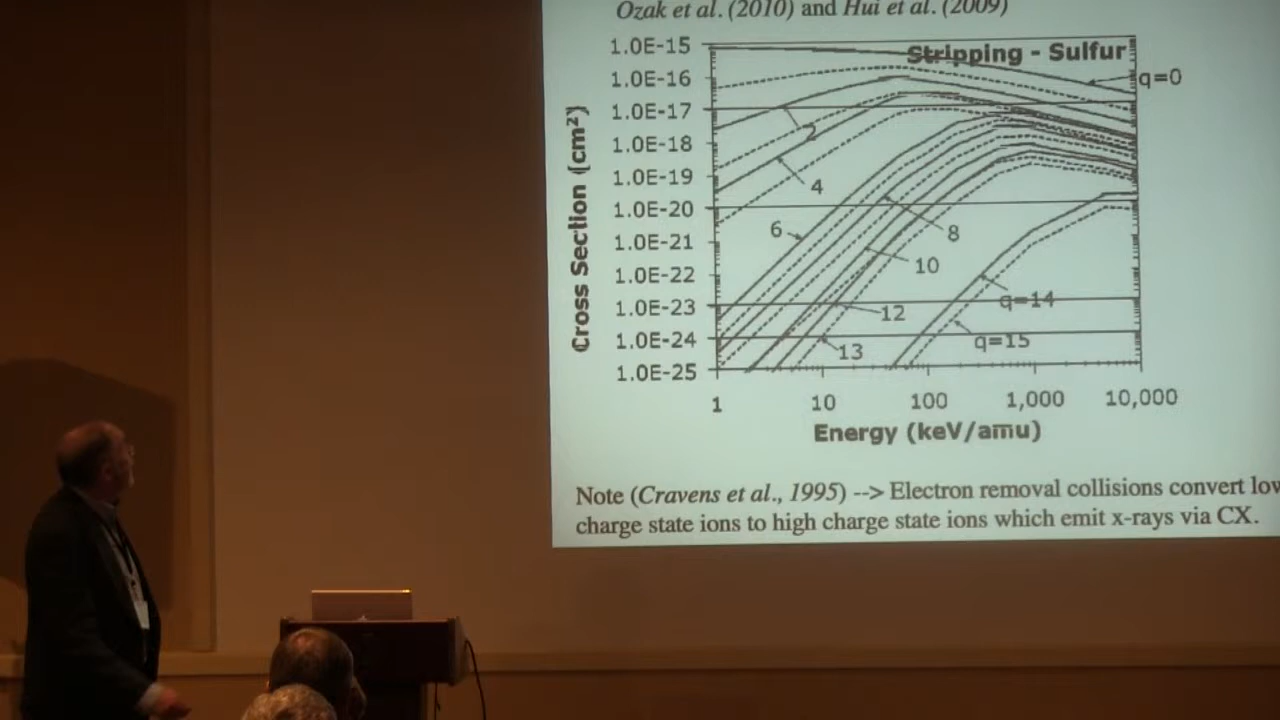 Ozak et al. (2010) and Hui et al. (2009)
Stripping - Sulfur
1.0E-15
1.0E-16
1.0E-17
1.0E-18
1.0E-19
1.0E-20
1.0E-21
1.0E-22
1.0E-23
1.0E-24
1.0E-25
Cross Section (cm²)
q=0
2
4
6
8
10
12
13
q=14
q=15
1 10 100 1,000 10,000
Energy (keV/amu)
Note (Cravens et al., 1995) --> Electron removal collisions convert low
charge state ions to high charge state ions which emit x-rays via CX.